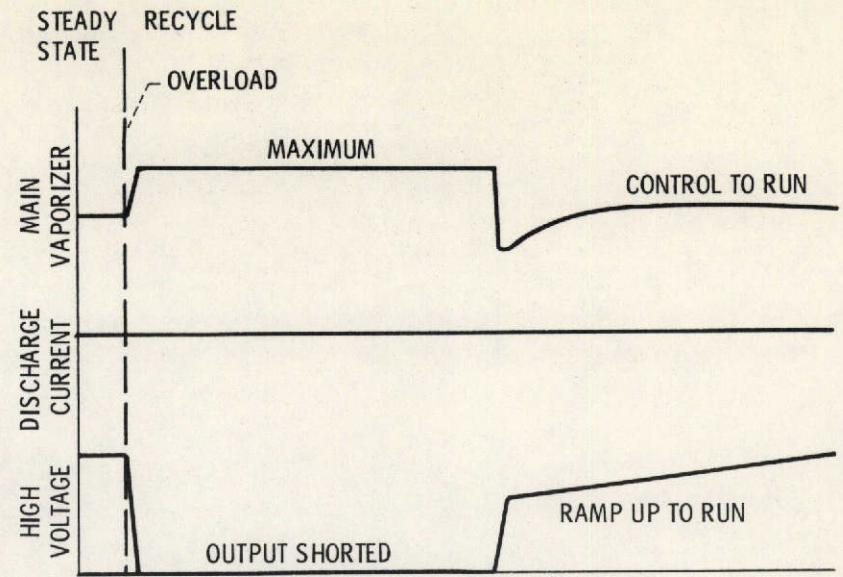 STEADY RECYCLE
STATE
OVERLOAD
MAXIMUM
MAIN
VAPORIZER
CONTROL TO RUN
DISCHARGE
CURRENT
HIGH
VOLTAGE
RAMP UP TO RUN
OUTPUT SHORTED